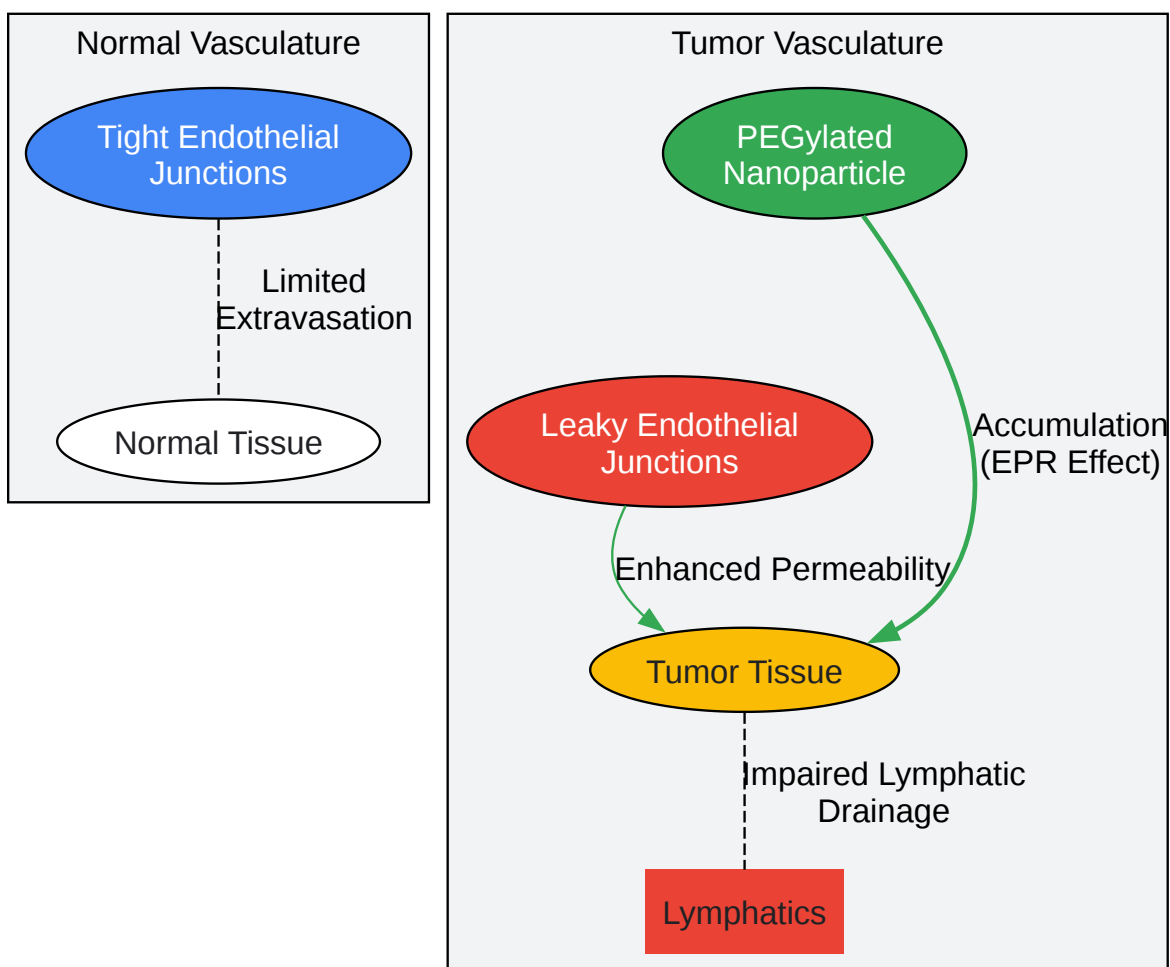 Normal Vasculature
Tight Endothelial
Junctions
Limited
Extravasation
Normal Tissue
Tumor Vasculature
PEGylated
Nanoparticle
Leaky Endothelial
Junctions
Accumulation
(EPR Effect)
Enhanced Permeability
Tumor Tissue
Impaired Lymphatic
Drainage
Lymphatics